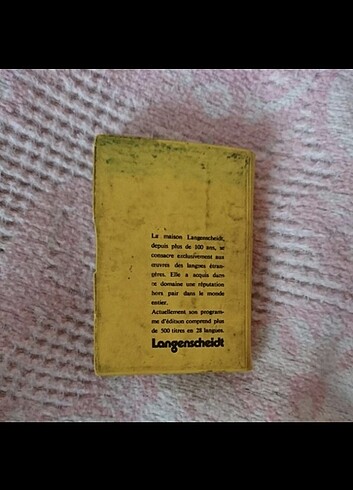 La maison Langenscheidt,
depuis plus de 100 ans, se
consacre exclusivement aux
œuvres des langues étran-
gères. Elle a acquis dans
ce domaine une réputation
hors pair dans le monde
entier.
Actuellement son program-
me d'édition comprend plus
de 500 titres en 28 langues.
Langenscheidt